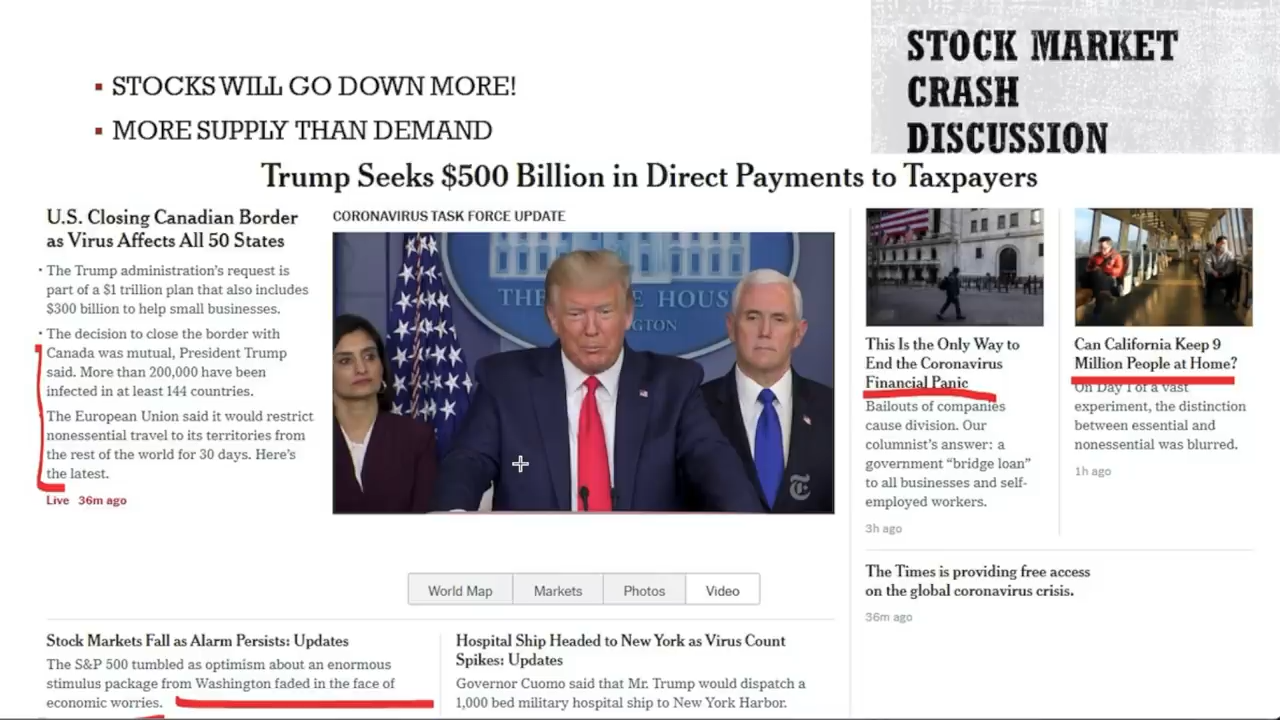 STOCK MARKET
CRASH
DISCUSSION
▪ STOCKS WILL GO DOWN MORE!
▪ MORE SUPPLY THAN DEMAND
Trump Seeks $500 Billion in Direct Payments to Taxpayers
U.S. Closing Canadian Border
as Virus Affects All 50 States
• The Trump administration's request is
part of a $1 trillion plan that also includes
$300 billion to help small businesses.
• The decision to close the border with
Canada was mutual, President Trump
said. More than 200,000 have been
infected in at least 144 countries.
The European Union said it would restrict
nonessential travel to its territories from
the rest of the world for 30 days. Here's
the latest.
Live 36m ago
CORONAVIRUS TASK FORCE UPDATE
THE HOUS
GTON
This Is the Only Way to
End the Coronavirus
Financial Panic
Bailouts of companies
cause division. Our
columnist's answer: a
government “bridge loan”
to all businesses and self-
employed workers.
3h ago
Can California Keep 9
Million People at Home?
On Day 1 of a vast
experiment, the distinction
between essential and
nonessential was blurred.
1h ago
The Times is providing free access
on the global coronavirus crisis.
36m ago
World Map Markets Photos Video
Stock Markets Fall as Alarm Persists: Updates
The S&P 500 tumbled as optimism about an enormous
stimulus package from Washington faded in the face of
economic worries.
Hospital Ship Headed to New York as Virus Count
Spikes: Updates
Governor Cuomo said that Mr. Trump would dispatch a
1,000 bed military hospital ship to New York Harbor.